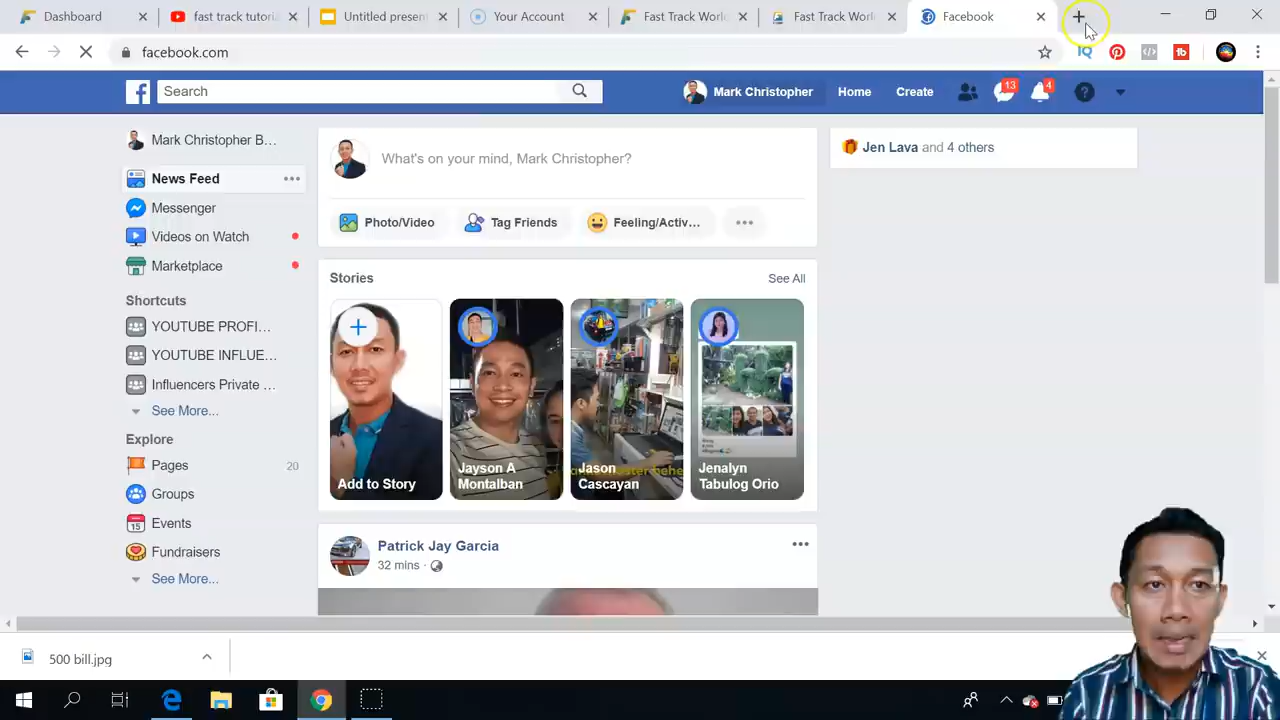 Dashboard
fast track tutori
Untitled presen
Your Account
Fast Track Worl
Fast Track Worl
Facebook
facebook.com
IQ
Search
Mark Christopher
Home
Create
13
4
Mark Christopher B...
News Feed
Messenger
Videos on Watch
Marketplace
Shortcuts
YOUTUBE PROFI...
YOUTUBE INFLUE...
Influencers Private ...
See More...
Explore
Pages
20
Groups
15
Events
Fundraisers
See More...
What's on your mind, Mark Christopher?
Photo/Video
Tag Friends
Feeling/Activ...
Stories
See All
Add to Story
Jayson A
Montalban
Jason
Cascayan
Jenalyn
Tabulog Orio
Patrick Jay Garcia
32 mins
Jen Lava and 4 others
500 bill.jpg